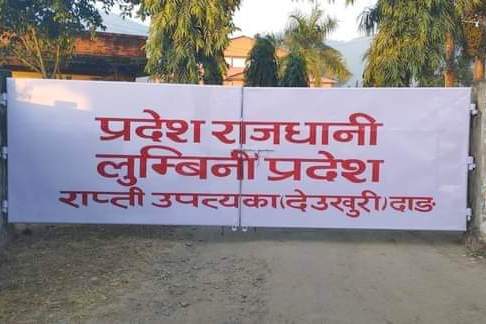 प्रदेश राजधानी
लुम्बिनी प्रदेश
राप्ती उपत्यका(देउखुरी)दाङ